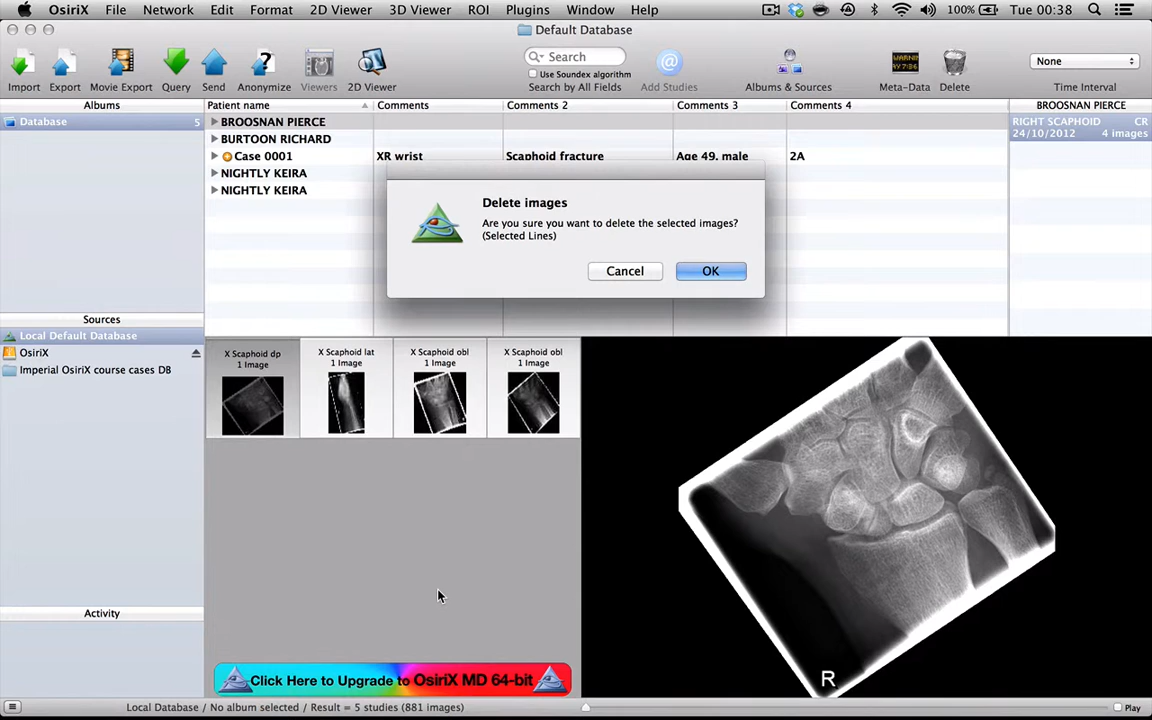 OsiriX File Network Edit Format 2D Viewer 3D Viewer ROI Plugins Window Help 100% Tue 00:38
Default Database
Import Export Movie Export Query Send Anonymize Viewers 2D Viewer
Search
Use Soundex algorithm
Search by All Fields
Add Studies Albums & Sources
WARNING
Meta-Data Delete
None
Time Interval
Albums
Database 5
Patient name Comments Comments 2 Comments 3 Comments 4
BROOSNAN PIERCE
BURTOON RICHARD
Case 0001 XR wrist Scaphoid fracture Age 49, male 2A
NIGHTLY KEIRA
NIGHTLY KEIRA
BROOSNAN PIERCE
RIGHT SCAPHOID CR
24/10/2012 4 images
Delete images
Are you sure you want to delete the selected images?
(Selected Lines)
Cancel OK
Sources
Local Default Database
OsiriX
Imperial OsiriX course cases DB
X Scaphoid dp
1 Image
X Scaphoid lat
1 Image
X Scaphoid obl
1 Image
X Scaphoid obl
1 Image
R
Activity
Click Here to Upgrade to OsiriX MD 64-bit
Local Database / No album selected / Result = 5 studies (881 images)
Play